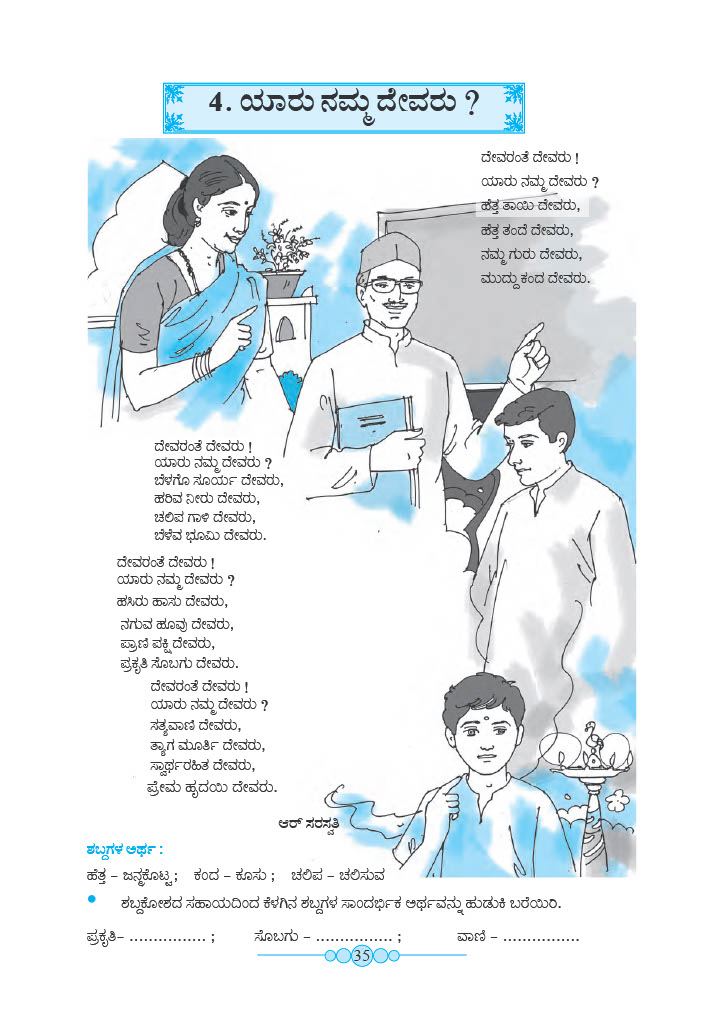 4. ಯಾರು ನಮ್ಮ ದೇವರು ?
ದೇವರಂತೆ ದೇವರು !
ಯಾರು ನಮ್ಮ ದೇವರು ?
ಹೆತ್ತ ತಾಯಿ ದೇವರು,
ಹೆತ್ತ ತಂದೆ ದೇವರು,
ನಮ್ಮ ಗುರು ದೇವರು,
ಮುದ್ದು ಕಂದ ದೇವರು.
ದೇವರಂತೆ ದೇವರು !
ಯಾರು ನಮ್ಮ ದೇವರು ?
ಬೆಳಗೊ ಸೂರ್ಯ ದೇವರು,
ಹರಿವ ನೀರು ದೇವರು,
ಚಲಿಪ ಗಾಳಿ ದೇವರು,
ಬೆಳೆವ ಭೂಮಿ ದೇವರು.
ದೇವರಂತೆ ದೇವರು !
ಯಾರು ನಮ್ಮ ದೇವರು ?
ಹಸಿರು ಹಾಸು ದೇವರು,
ನಗುವ ಹೂವು ದೇವರು,
ಪ್ರಾಣಿ ಪಕ್ಷಿ ದೇವರು,
ಪ್ರಕೃತಿ ಸೊಬಗು ದೇವರು.
ದೇವರಂತೆ ದೇವರು !
ಯಾರು ನಮ್ಮ ದೇವರು ?
ಸತ್ಯವಾಣಿ ದೇವರು,
ತ್ಯಾಗ ಮೂರ್ತಿ ದೇವರು,
ಸ್ವಾರ್ಥರಹಿತ ದೇವರು,
ಪ್ರೇಮ ಹೃದಯಿ ದೇವರು.
ಆರ್ ಸರಸ್ವತಿ
ಶಬ್ದಗಳ ಅರ್ಥ :
ಹೆತ್ತ – ಜನ್ಮಕೊಟ್ಟ ; ಕಂದ – ಕೂಸು ; ಚಲಿಪ – ಚಲಿಸುವ
• ಶಬ್ದಕೋಶದ ಸಹಾಯದಿಂದ ಕೆಳಗಿನ ಶಬ್ದಗಳ ಸಾಂದರ್ಭಿಕ ಅರ್ಥವನ್ನು ಹುಡುಕಿ ಬರೆಯಿರಿ.
ಪ್ರಕೃತಿ– ................ ; ಸೊಬಗು – ................ ; ವಾಣಿ – ................
35